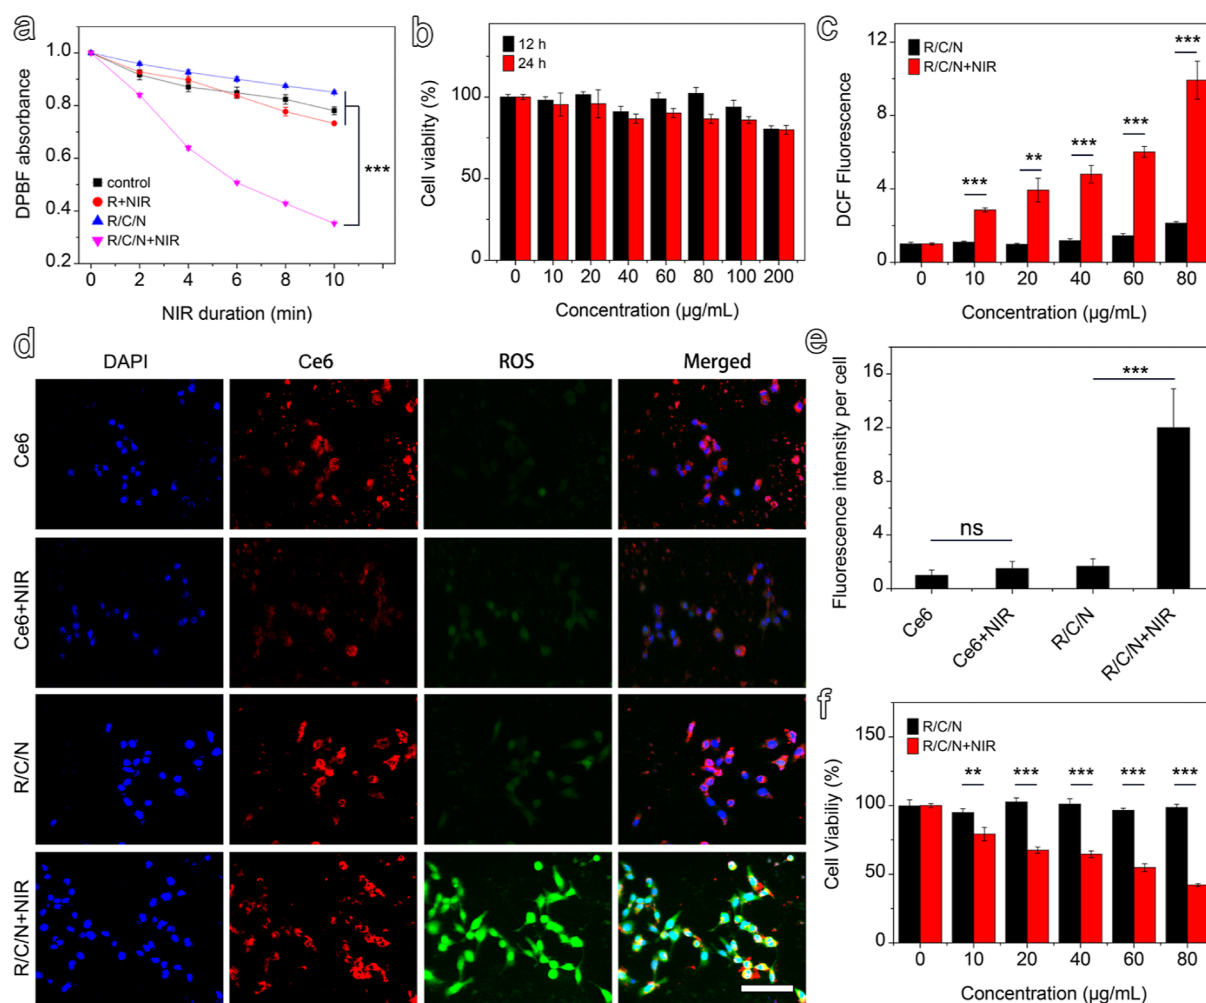 a
1.0
0.8
0.6
0.4
0.2
DPBF absorbance
control
R+NIR
R/C/N
R/C/N+NIR
***
0 2 4 6 8 10
NIR duration (min)
b
150
100
50
0
Cell viablity (%)
12 h
24 h
0 10 20 40 60 80 100 200
Concentration (μg/mL)
c
12
8
4
0
DCF Fluorescence
R/C/N
R/C/N+NIR
***
**
***
***
***
0 10 20 40 60 80
Concentration (μg/mL)
d
DAPI Ce6 ROS Merged
Ce6
Ce6+NIR
R/C/N
R/C/N+NIR
e
16
12
8
4
0
Fluorescence intensity per cell
ns
***
Ce6
Ce6+NIR
R/C/N
R/C/N+NIR
f
150
100
50
0
Cell Viabiliy (%)
R/C/N
R/C/N+NIR
** *** *** *** ***
0 10 20 40 60 80
Concentration (μg/mL)